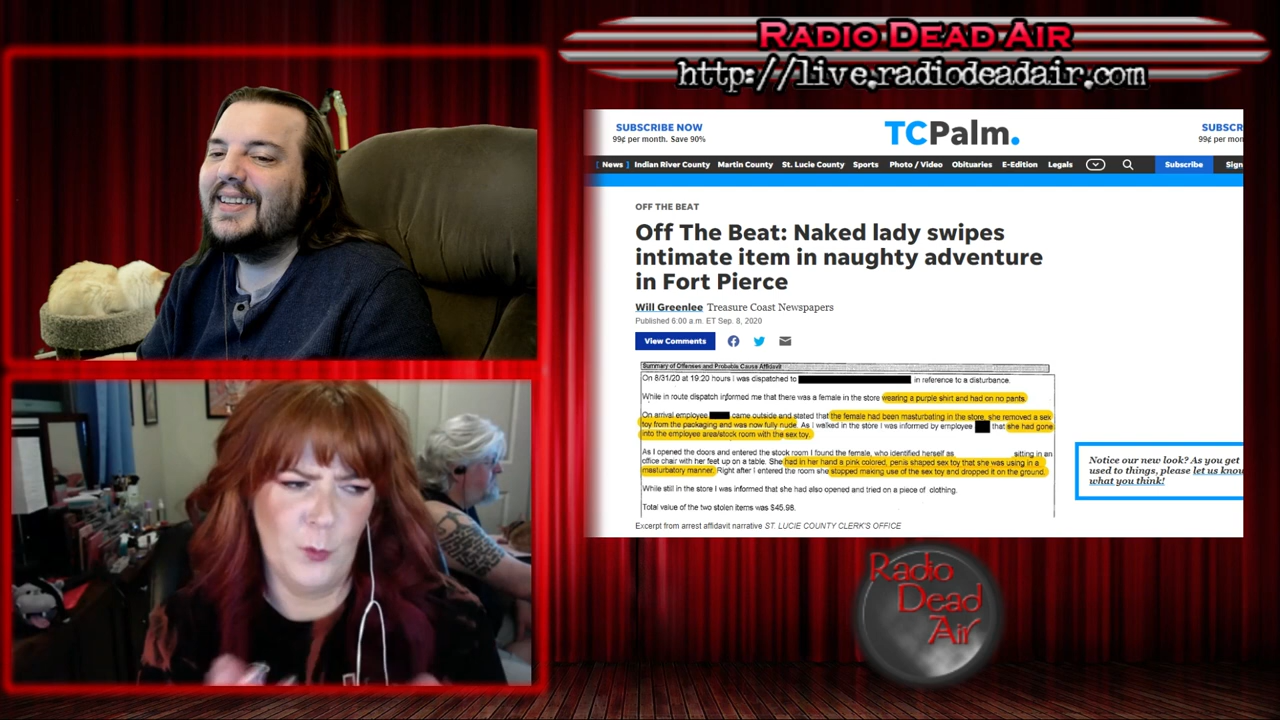 RADIO DEAD AIR
http://live.radiodeadair.com
SUBSCRIBE NOW
99¢ per month. Save 90%
TCPalm.
SUBSCR
99¢ per mon
[ News ] Indian River County Martin County St. Lucie County Sports Photo / Video Obituaries E-Edition Legals Subscribe Sign
OFF THE BEAT
Off The Beat: Naked lady swipes
intimate item in naughty adventure
in Fort Pierce
Will Greenlee Treasure Coast Newspapers
Published 6:00 a.m. ET Sep. 8, 2020
View Comments
Summary of Offenses and Probable Cause Affidavit
On 8/31/20 at 19:20 hours I was dispatched to in reference to a disturbance.
While in route dispatch informed me that there was a female in the store wearing a purple shirt and had on no pants.
On arrival employee came outside and stated that the female had been masturbating in the store, she removed a sex
toy from the packaging and was now fully nude. As I walked in the store I was informed by employee that she had gone
into the employee area/stock room with the sex toy.
As I opened the doors and entered the stock room I found the female, who identified herself as sitting in an
office chair with her feet up on a table. She had in her hand a pink colored, penis shaped sex toy that she was using in a
masturbatory manner. Right after I entered the room she stopped making use of the sex toy and dropped it on the ground.
While still in the store I was informed that she had also opened and tried on a piece of clothing.
Total value of the two stolen items was $45.98.
Excerpt from arrest affidavit narrative ST. LUCIE COUNTY CLERK'S OFFICE
Notice our new look? As you get
used to things, please let us know
what you think!
Radio
Dead
Air